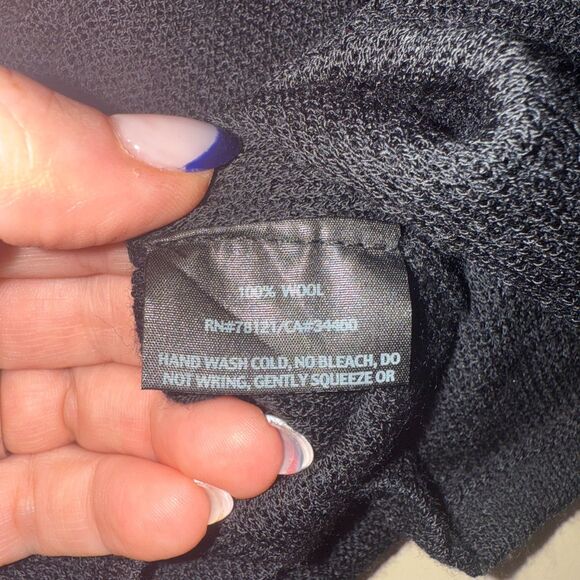 100% WOOL
RN#78121/CA#34460
HAND WASH COLD, NO BLEACH, DO
NOT WRING, GENTLY SQUEEZE OR